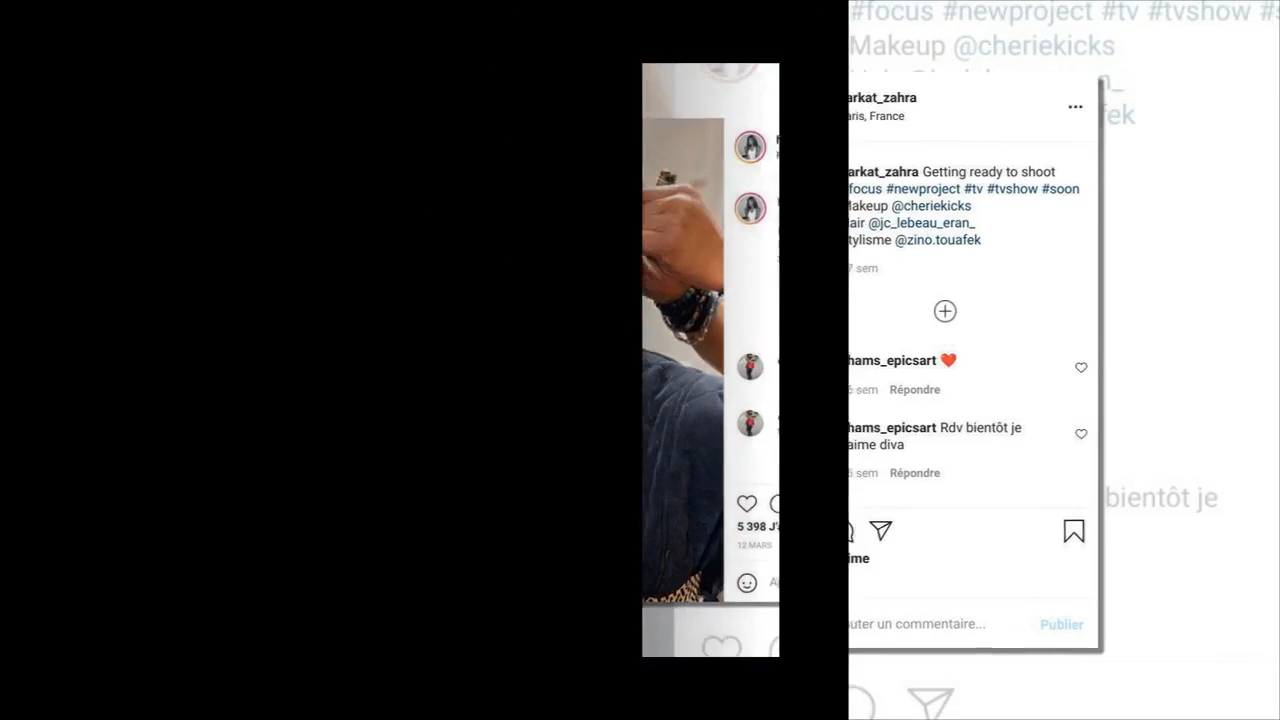 #focus #newproject #tv #tvshow
Makeup @cheriekicks
arkat_zahra
aris, France
arkat_zahra Getting ready to shoot
focus #newproject #tv #tvshow #soon
Makeup @cheriekicks
lair @jc_lebeau_eran_
tylisme @zino.touafek
7 sem
hams_epicsart ❤️
sem Répondre
hams_epicsart Rdv bientôt je
aime diva
sem Répondre
bientôt je
5 398 J'
12 MARS
ime
uter un commentaire...
Publier